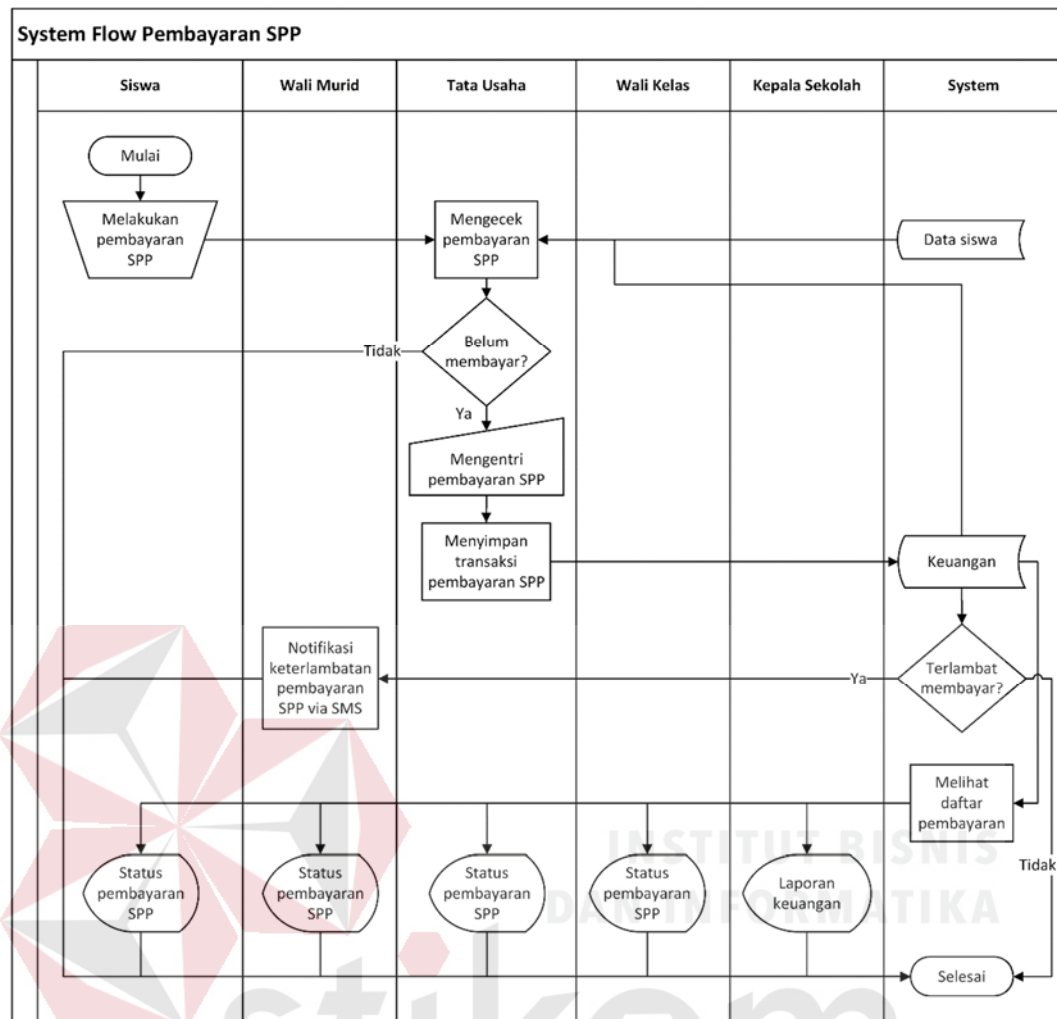 System Flow Pembayaran SPP
Siswa
Wali Murid
Tata Usaha
Wali Kelas
Kepala Sekolah
System
Mulai
Melakukan
pembayaran
SPP
Mengecek
pembayaran
SPP
Data siswa
Belum
membayar?
Tidak
Ya
Mengentri
pembayaran SPP
Menyimpan
transaksi
pembayaran SPP
Keuangan
Notifikasi
keterlambatan
pembayaran
SPP via SMS
Ya
Terlambat
membayar?
Melihat
daftar
pembayaran
INSTITUT BISNIS
DAN INFORMATIKA
Tidak
Status
pembayaran
SPP
Status
pembayaran
SPP
Status
pembayaran
SPP
Status
pembayaran
SPP
Laporan
keuangan
Selesai
stikom